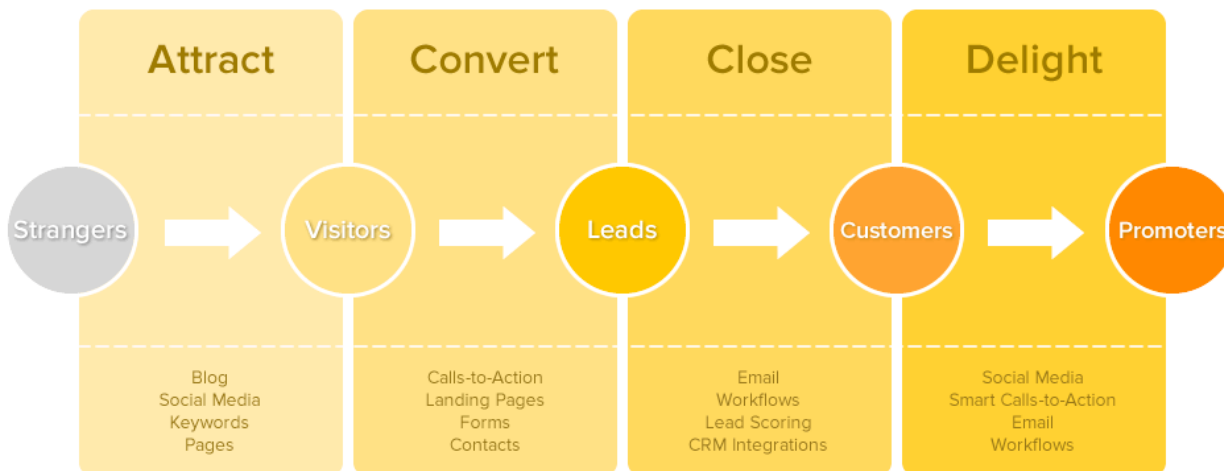 Attract
Convert
Close
Delight
Strangers
Visitors
Leads
Customers
Promoters
Blog
Social Media
Keywords
Pages
Calls-to-Action
Landing Pages
Forms
Contacts
Email
Workflows
Lead Scoring
CRM Integrations
Social Media
Smart Calls-to-Action
Email
Workflows